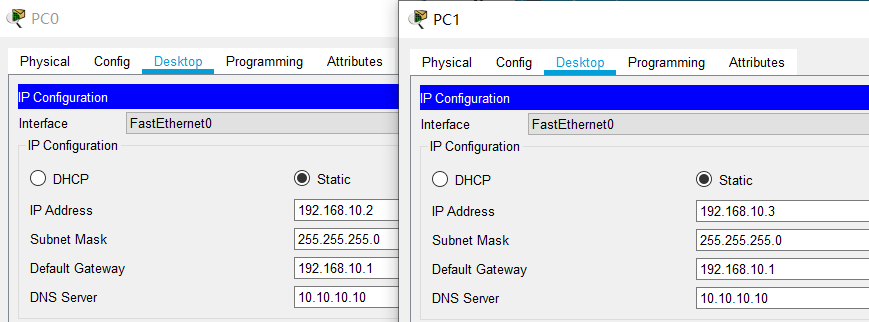 PC0
Physical Config Desktop Programming Attributes
IP Configuration
Interface FastEthernet0
IP Configuration
DHCP Static
IP Address 192.168.10.2
Subnet Mask 255.255.255.0
Default Gateway 192.168.10.1
DNS Server 10.10.10.10
PC1
Physical Config Desktop Programming Attributes
IP Configuration
Interface FastEthernet0
IP Configuration
DHCP Static
IP Address 192.168.10.3
Subnet Mask 255.255.255.0
Default Gateway 192.168.10.1
DNS Server 10.10.10.10